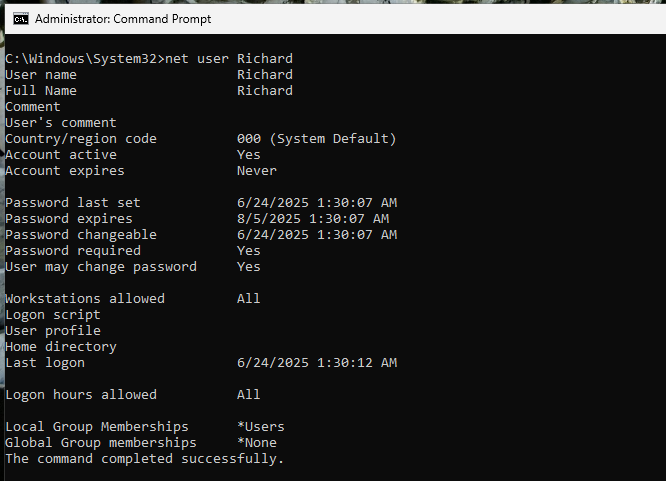 Administrator: Command Prompt
C:\Windows\System32>net user Richard
User name Richard
Full Name Richard
Comment
User's comment
Country/region code 000 (System Default)
Account active Yes
Account expires Never
Password last set 6/24/2025 1:30:07 AM
Password expires 8/5/2025 1:30:07 AM
Password changeable 6/24/2025 1:30:07 AM
Password required Yes
User may change password Yes
Workstations allowed All
Logon script
User profile
Home directory
Last logon 6/24/2025 1:30:12 AM
Logon hours allowed All
Local Group Memberships *Users
Global Group memberships *None
The command completed successfully.